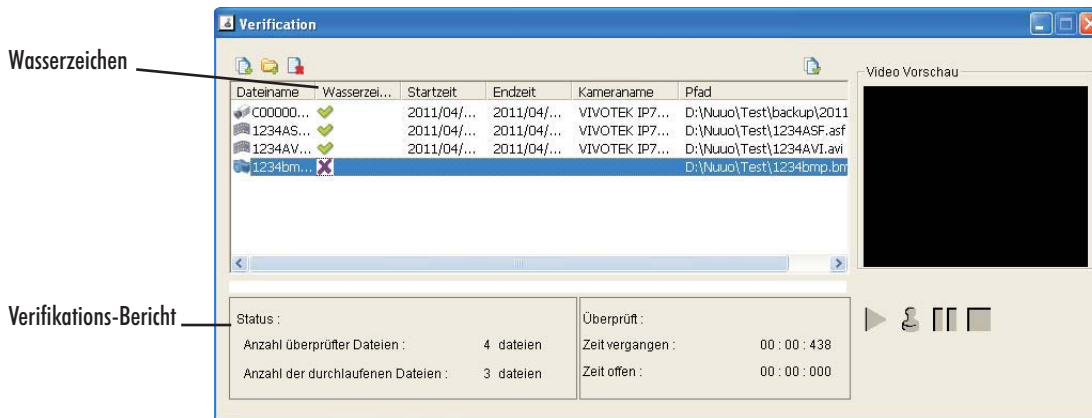 Verification
Wasserzeichen
Video Vorschau
Dateiname Wasserzei... Startzeit Endzeit Kameraname Pfad
C00000... 2011/04/... 2011/04/... VIVOTEK IP7... D:\Nuuo\Test\backup\2011
1234AS... 2011/04/... 2011/04/... VIVOTEK IP7... D:\Nuuo\Test\1234ASF.asf
1234AV... 2011/04/... 2011/04/... VIVOTEK IP7... D:\Nuuo\Test\1234AVI.avi
1234bm... D:\Nuuo\Test\1234bmp.bm
Verifikations-Bericht
Status :
Anzahl überprüfter Dateien : 4 dateien
Anzahl der durchlaufenen Dateien : 3 dateien
Überprüft :
Zeit vergangen : 00 : 00 : 438
Zeit offen : 00 : 00 : 000